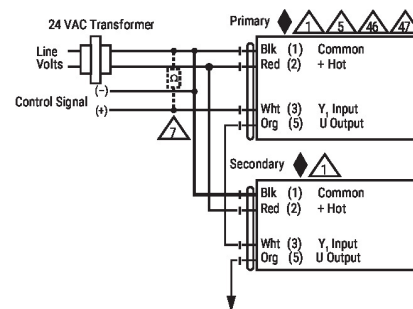 24 VAC Transformer
Primary 1 5 46 47
Line
Volts
Blk (1) Common
Red (2) + Hot
Ω
(–)
Control Signal (+)
Wht (3) Y, Input
Org (5) U Output
7
Secondary 1
Blk (1) Common
Red (2) + Hot
Wht (3) Y, Input
Org (5) U Output